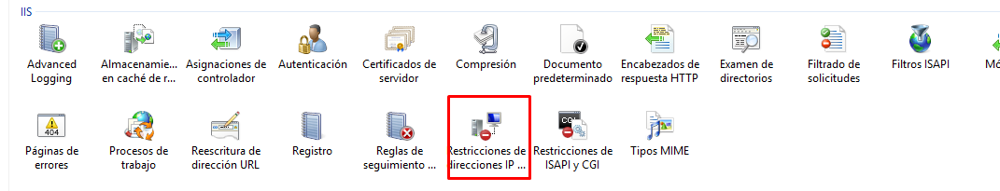 IIS
Advanced
Logging
Almacenamie...
en caché de r...
Asignaciones de
controlador
Autenticación
Certificados de
servidor
Compresión
Documento
predeterminado
Encabezados de
respuesta HTTP
Examen de
directorios
Filtrado de
solicitudes
Filtros ISAPI
Mó
404
Páginas de
errores
Procesos de
trabajo
Reescritura de
dirección URL
Registro
Reglas de
seguimiento ...
Restricciones de
direcciones IP ...
CGI
Restricciones de
ISAPI y CGI
Tipos MIME